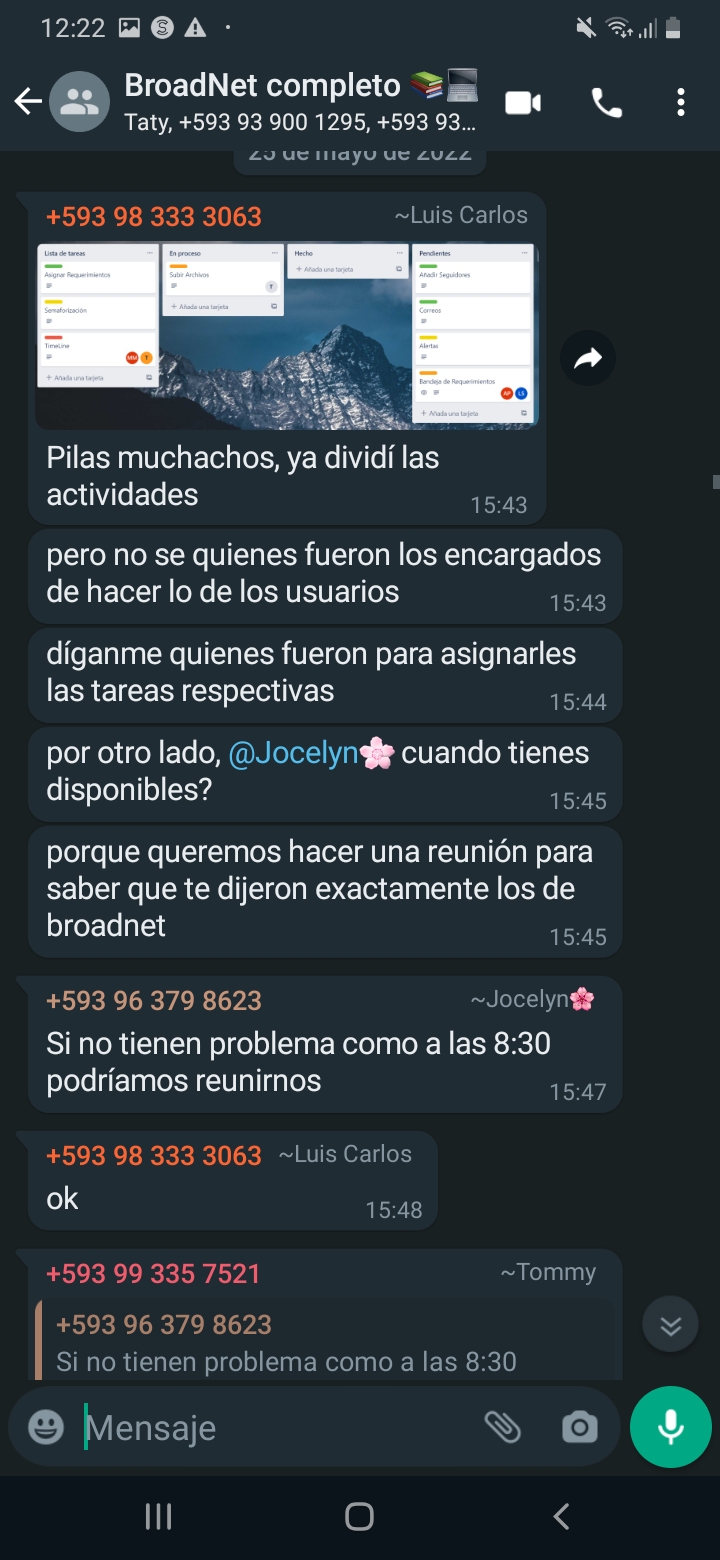 12:22
BroadNet completo
Taty, +593 93 900 1295, +593 93...
25 de mayo de 2022
+593 98 333 3063 ~Luis Carlos
Lista de tareas
Asignar Requerimientos
Semaforización
TimeLine
MM T
+ Añada una tarjeta
En proceso
Subir Archivos
T
+ Añada una tarjeta
Hecho
+ Añada una tarjeta
Pendientes
Añadir Seguidores
Correos
Alertas
Bandeja de Requerimientos
AP LS
+ Añada una tarjeta
Pilas muchachos, ya dividí las
actividades
15:43
pero no se quienes fueron los encargados
de hacer lo de los usuarios
15:43
díganme quienes fueron para asignarles
las tareas respectivas
15:44
por otro lado, @Jocelyn🌸 cuando tienes
disponibles?
15:45
porque queremos hacer una reunión para
saber que te dijeron exactamente los de
broadnet
15:45
+593 96 379 8623 ~Jocelyn🌸
Si no tienen problema como a las 8:30
podríamos reunirnos
15:47
+593 98 333 3063 ~Luis Carlos
ok
15:48
+593 99 335 7521 ~Tommy
+593 96 379 8623
Si no tienen problema como a las 8:30
Mensaje